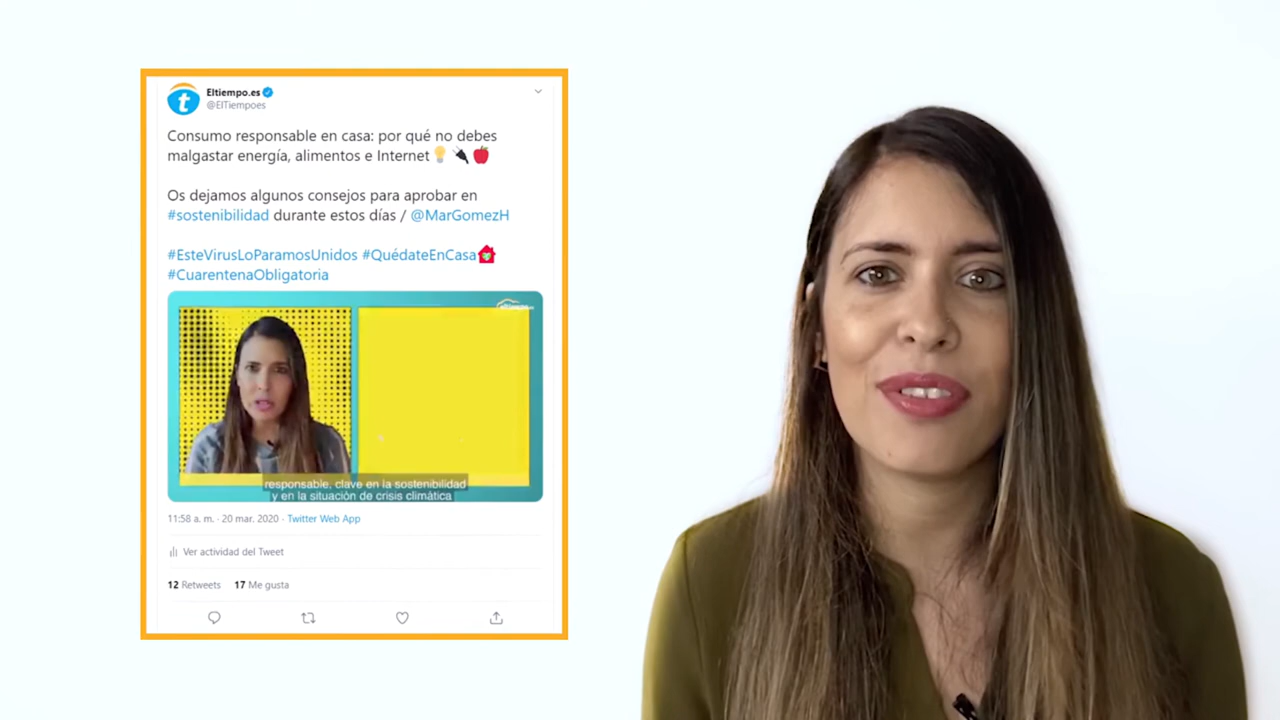 Eltiempo.es
@ElTiempoes
Consumo responsable en casa: por qué no debes
malgastar energía, alimentos e Internet
Os dejamos algunos consejos para aprobar en
#sostenibilidad durante estos días / @MarGomezH
#EsteVirusLoParamosUnidos #QuédateEnCasa
#CuarentenaObligatoria
eltiempo.es
responsable, clave en la sostenibilidad
y en la situación de crisis climática
11:58 a. m. · 20 mar. 2020 · Twitter Web App
Ver actividad del Tweet
12 Retweets 17 Me gusta